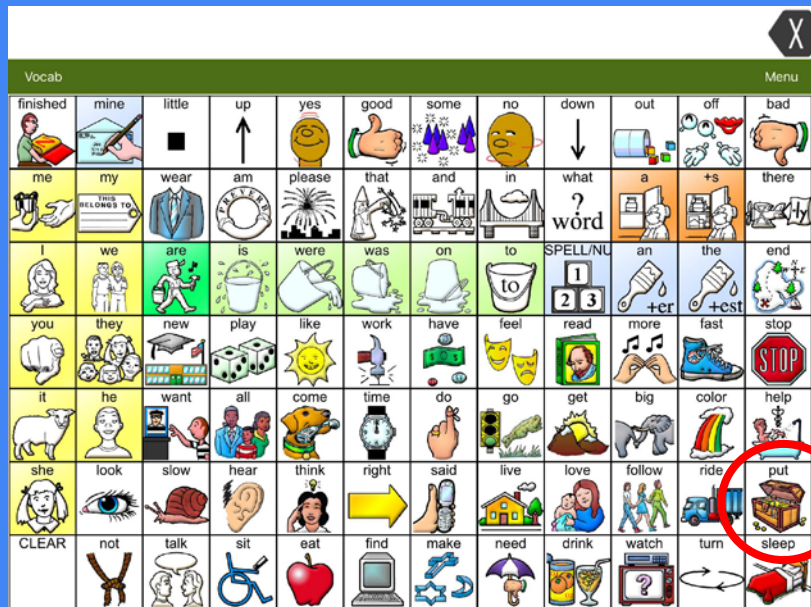 X
Vocab Menu
finished mine little up yes good some no down out off bad
me my wear am please that and in what a +s there
THIS
BELONGS TO
PREVERB
?
word
I we are is were was on to SPELL/NU an the end
to
1
2 3
+er
+est
you they new play like work have feel read more fast stop
STOP
it he want all come time do go get big color help
she look slow hear think right said live love follow ride put
CLEAR not talk sit eat find make need drink watch turn sleep
?